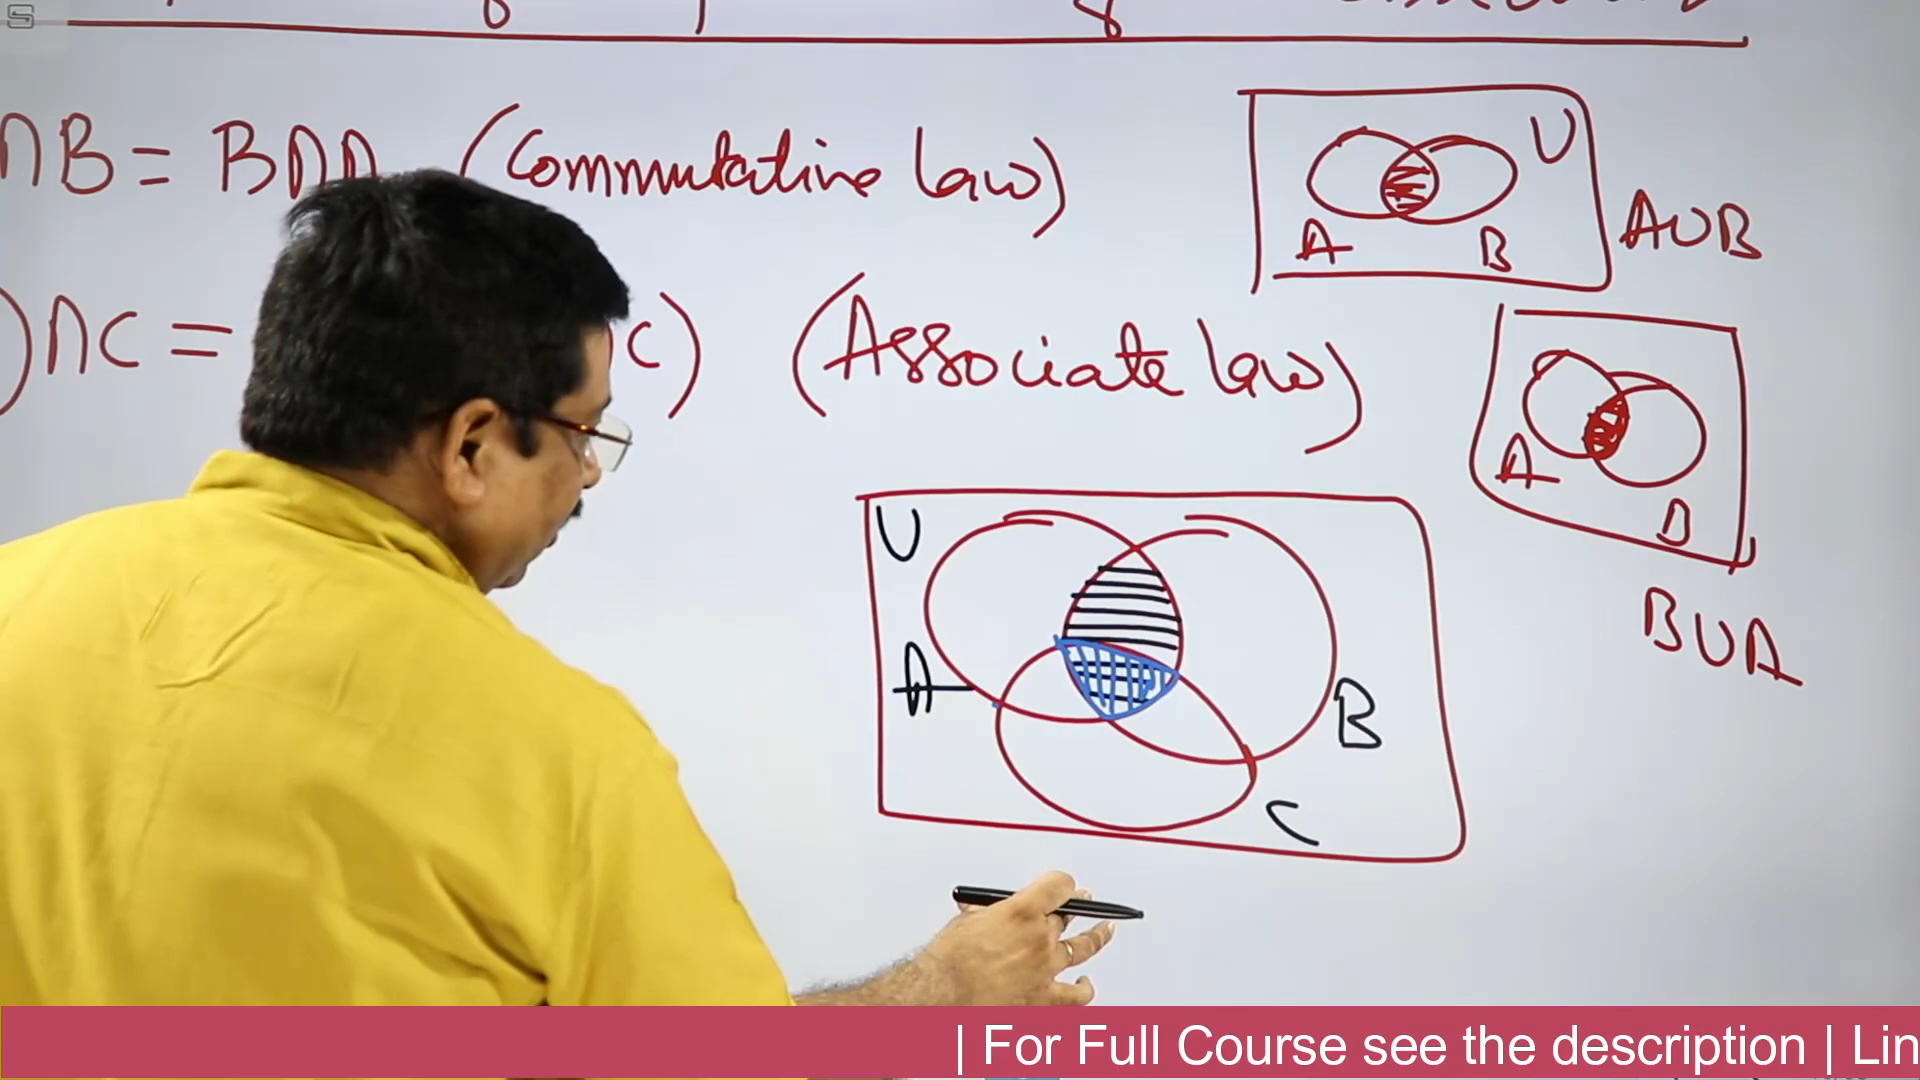 ∩B = B∩A (Commutative law)
)∩C = C) (Associate law)
U
A B
A∪B
A
B
B∪A
U
A
B
C
| For Full Course see the description | Lin